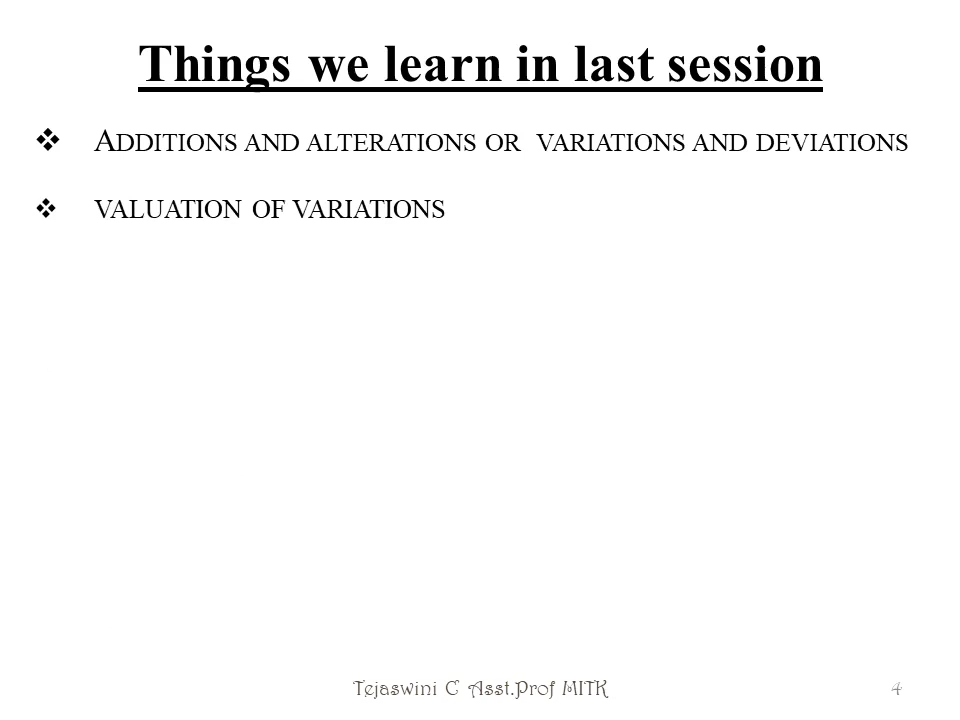 Things we learn in last session
❖ ADDITIONS AND ALTERATIONS OR VARIATIONS AND DEVIATIONS
❖ VALUATION OF VARIATIONS
Tejaswini C Asst.Prof MITK
4